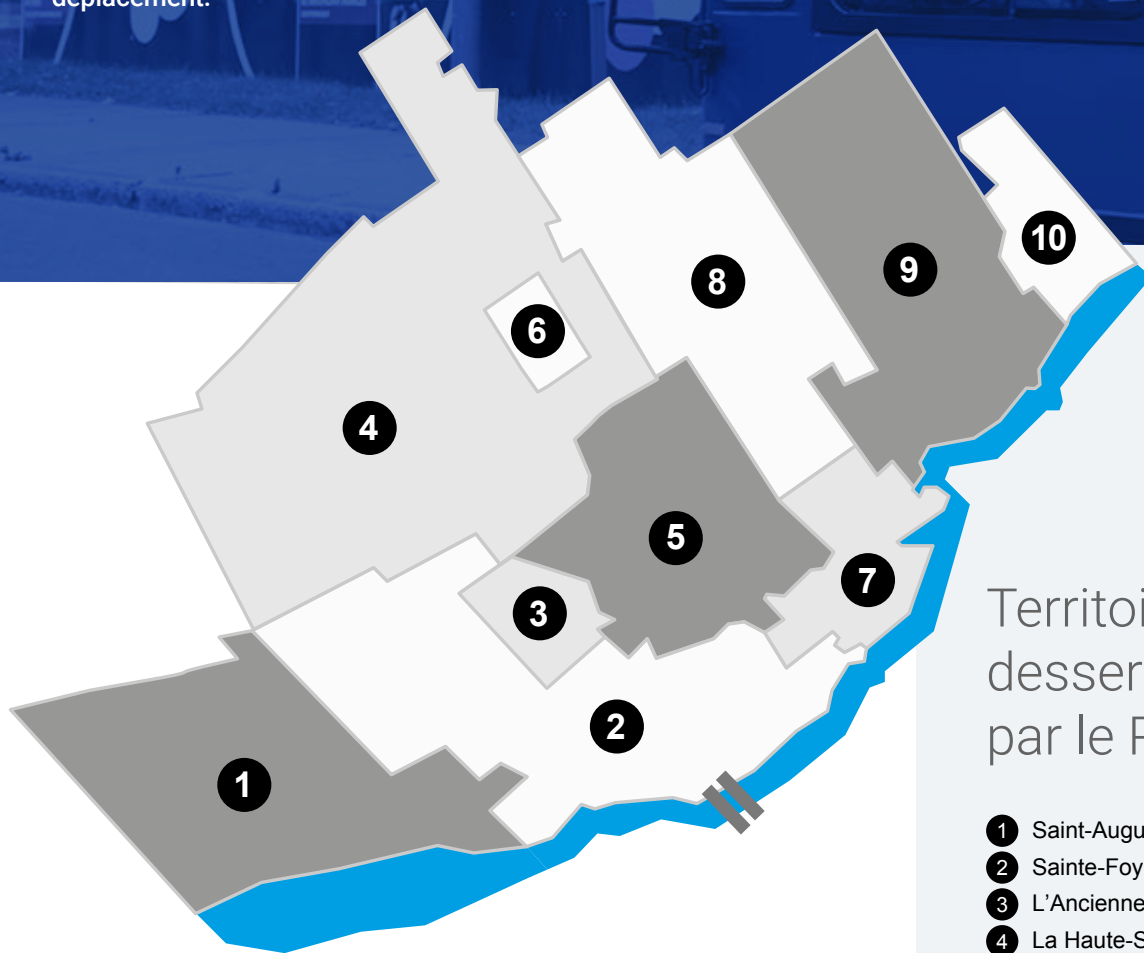 déplacement.
10
9
8
6
4
5
7
3
2
1
Territoi
desser
par le P
1 Saint-Augu
2 Sainte-Foy
3 L'Ancienne
4 La Haute-S